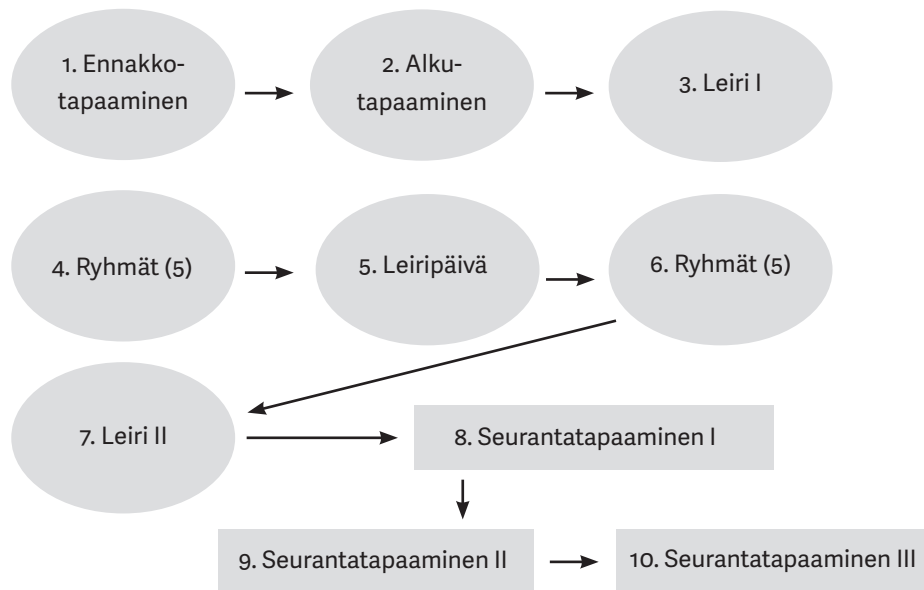 1. Ennakko-
tapaaminen
2. Alku-
tapaaminen
3. Leiri I
4. Ryhmät (5)
5. Leiripäivä
6. Ryhmät (5)
7. Leiri II
8. Seurantatapaaminen I
9. Seurantatapaaminen II
10. Seurantatapaaminen III